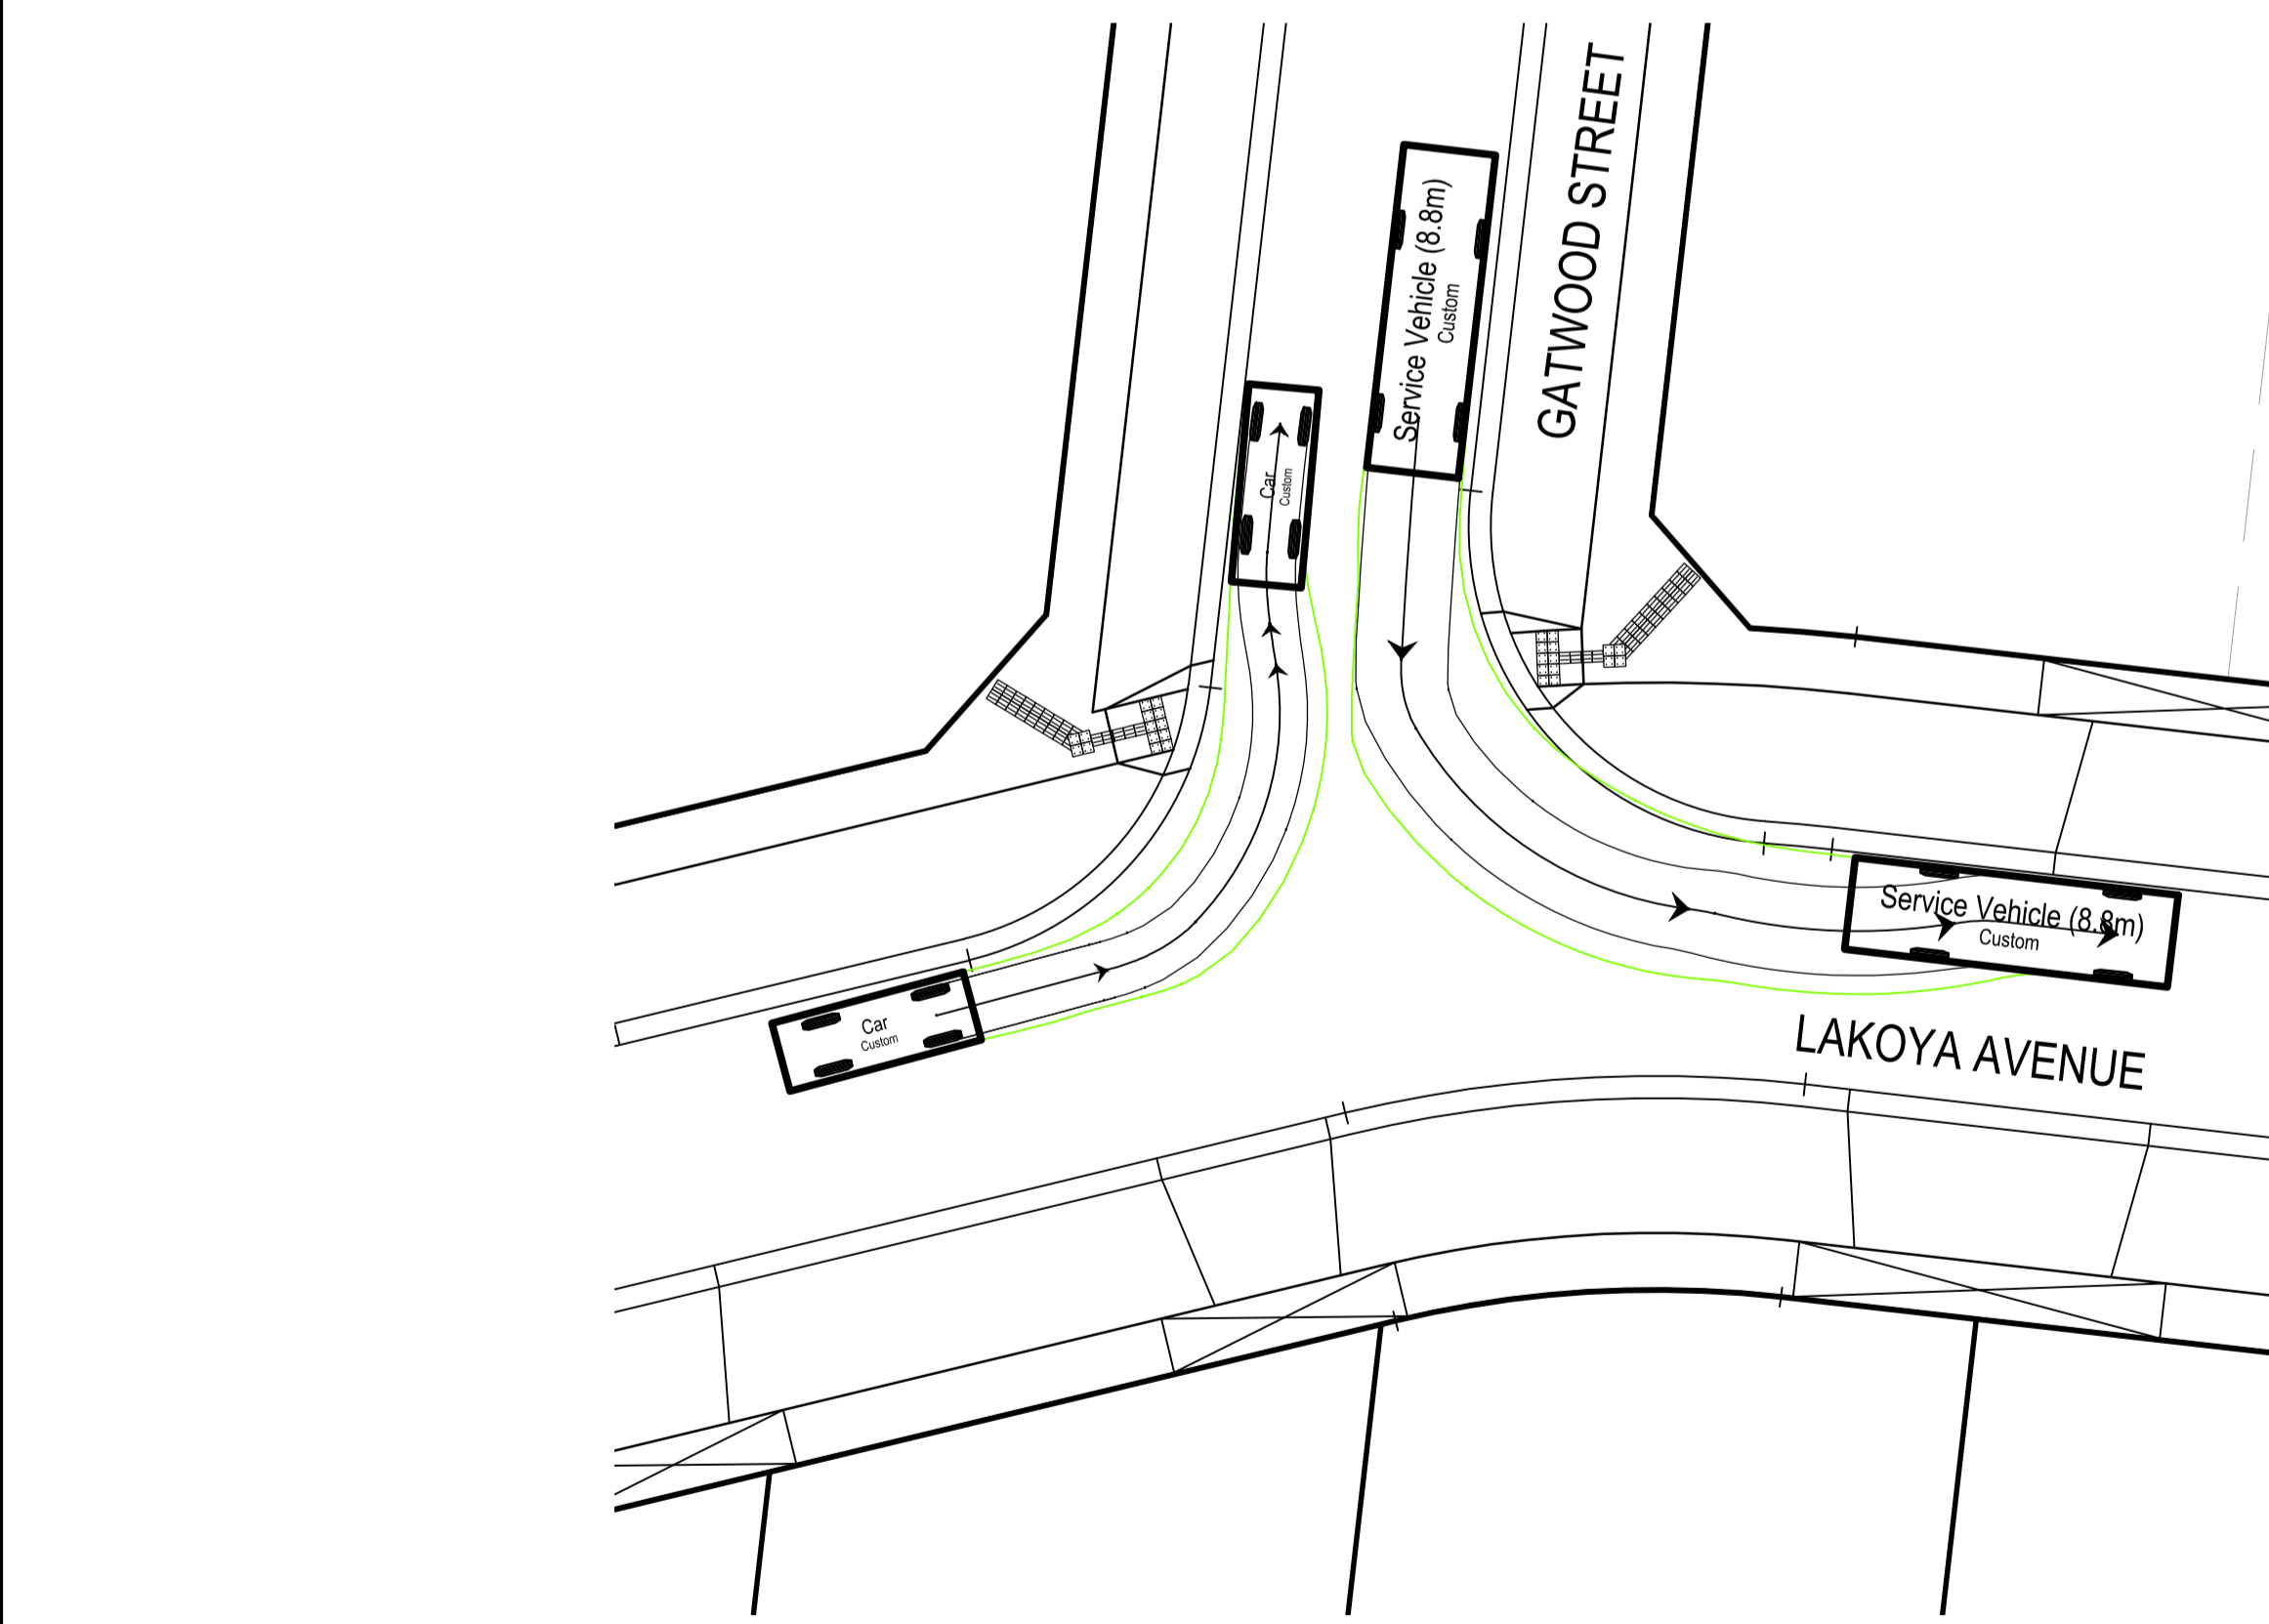 GATWOOD STREET
Service Vehicle (8.8m)
Custom
Car
Custom
Service Vehicle (8.8m)
Custom
Car
Custom
LAKOYA AVENUE